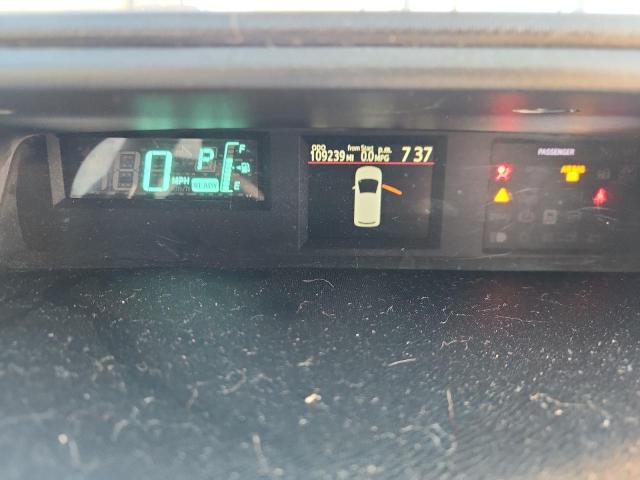 0 MPH
P
READY
F
E
ODO from Start p.m.
109239 MI 0.0 MPG 7 37
PASSENGER